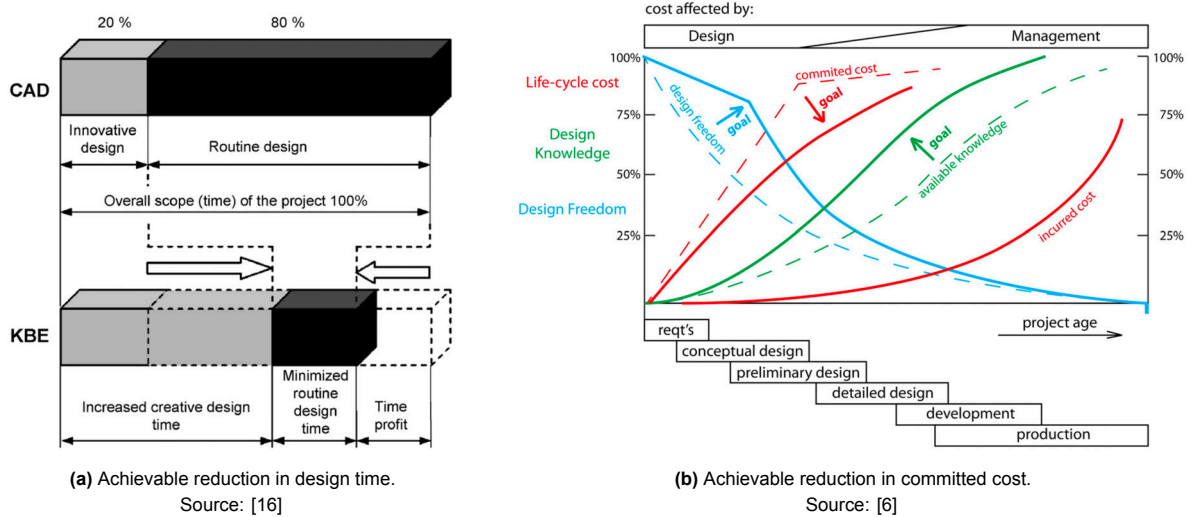 20 %
80 %
CAD
Innovative
design
Routine design
Overall scope (time) of the project 100%
KBE
Increased creative design
time
Minimized
routine
design
time
Time
profit
(a) Achievable reduction in design time.
Source: [16]
cost affected by:
Design
Management
100%
75%
50%
25%
100%
75%
50%
25%
Life-cycle cost
Design
Knowledge
Design Freedom
commited cost
goal
design freedom
goal
goal
available knowledge
incurred cost
project age
reqt's
conceptual design
preliminary design
detailed design
development
production
(b) Achievable reduction in committed cost.
Source: [6]